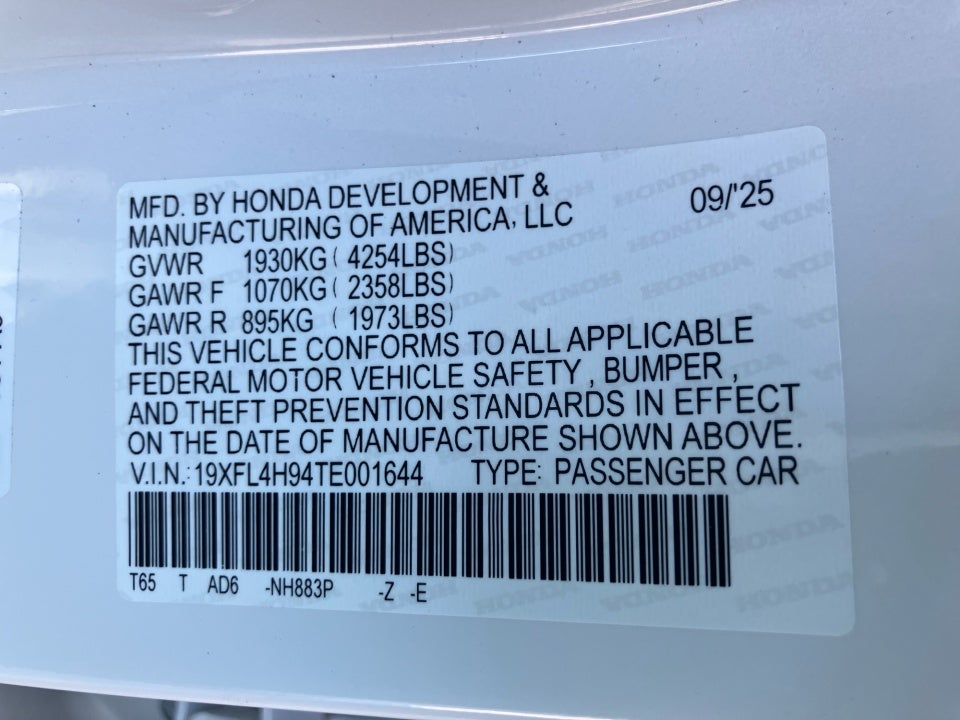 MFD. BY HONDA DEVELOPMENT & 09/'25
MANUFACTURING OF AMERICA, LLC
GVWR 1930KG ( 4254LBS)
GAWR F 1070KG ( 2358LBS)
GAWR R 895KG ( 1973LBS)
THIS VEHICLE CONFORMS TO ALL APPLICABLE
FEDERAL MOTOR VEHICLE SAFETY , BUMPER ,
AND THEFT PREVENTION STANDARDS IN EFFECT
ON THE DATE OF MANUFACTURE SHOWN ABOVE.
V.I.N.: 19XFL4H94TE001644 TYPE: PASSENGER CAR
T65 T AD6 -NH883P -Z -E